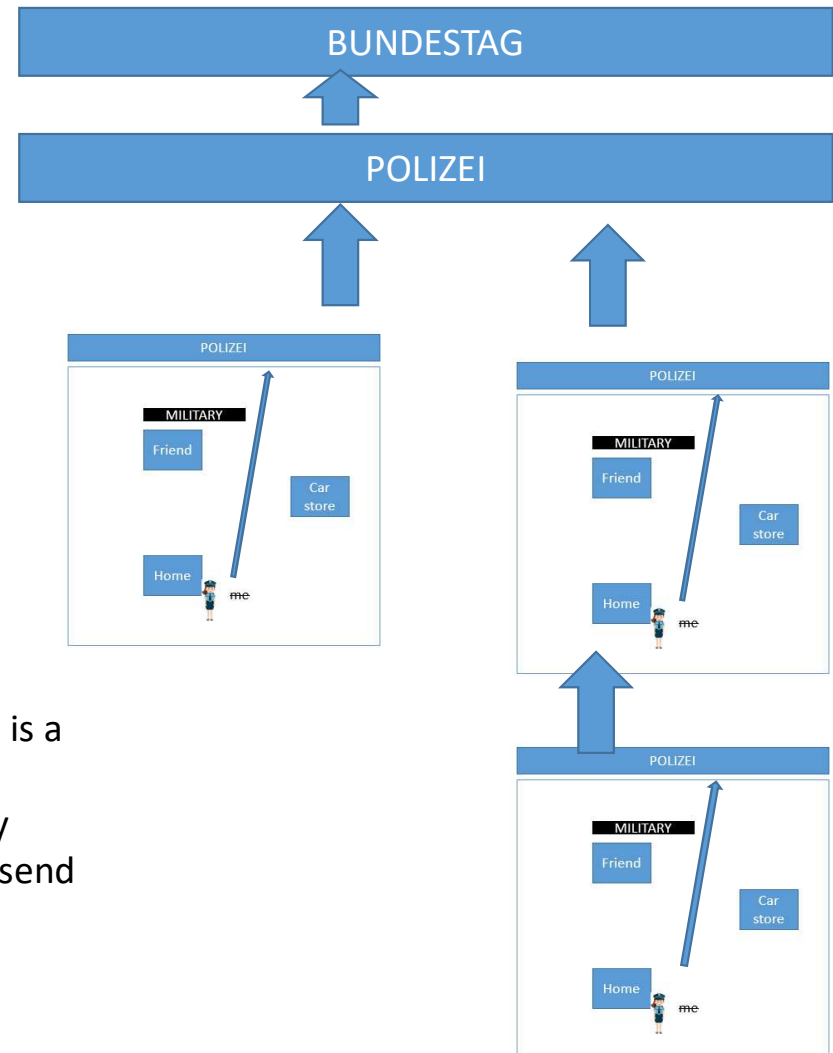 BUNDESTAG
POLIZEI
POLIZEI
MILITARY
Friend
Car
store
Home
me
POLIZEI
MILITARY
Friend
Car
store
Home
me
is a
y
send
POLIZEI
MILITARY
Friend
Car
store
Home
me